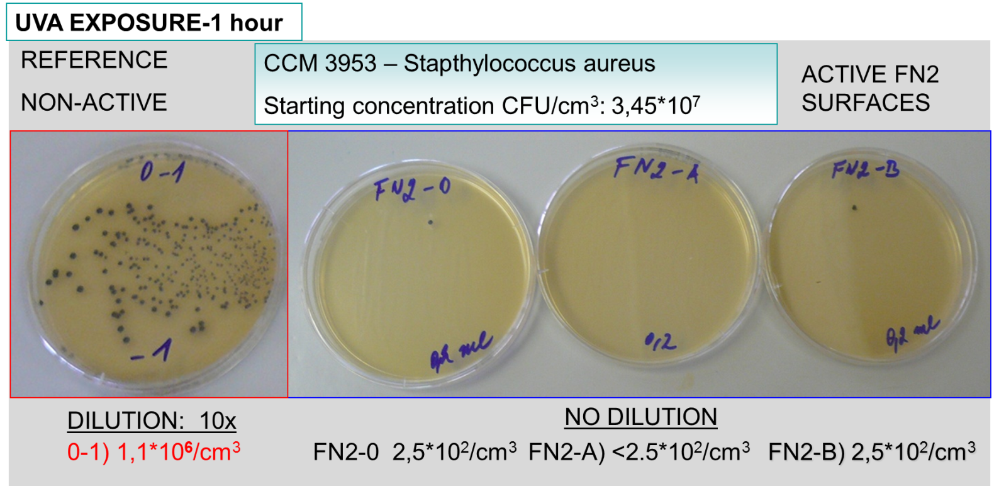 UVA EXPOSURE-1 hour
REFERENCE
NON-ACTIVE
CCM 3953 – Stapthylococcus aureus
Starting concentration CFU/cm³: 3,45*10⁷
ACTIVE FN2
SURFACES
0-1
-1
FN2-0
0,2 ml
FN2-A
0,2
FN2-B
0,2 ml
DILUTION: 10x
0-1) 1,1*10⁶/cm³
NO DILUTION
FN2-0 2,5*10²/cm³ FN2-A) <2.5*10²/cm³ FN2-B) 2,5*10²/cm³